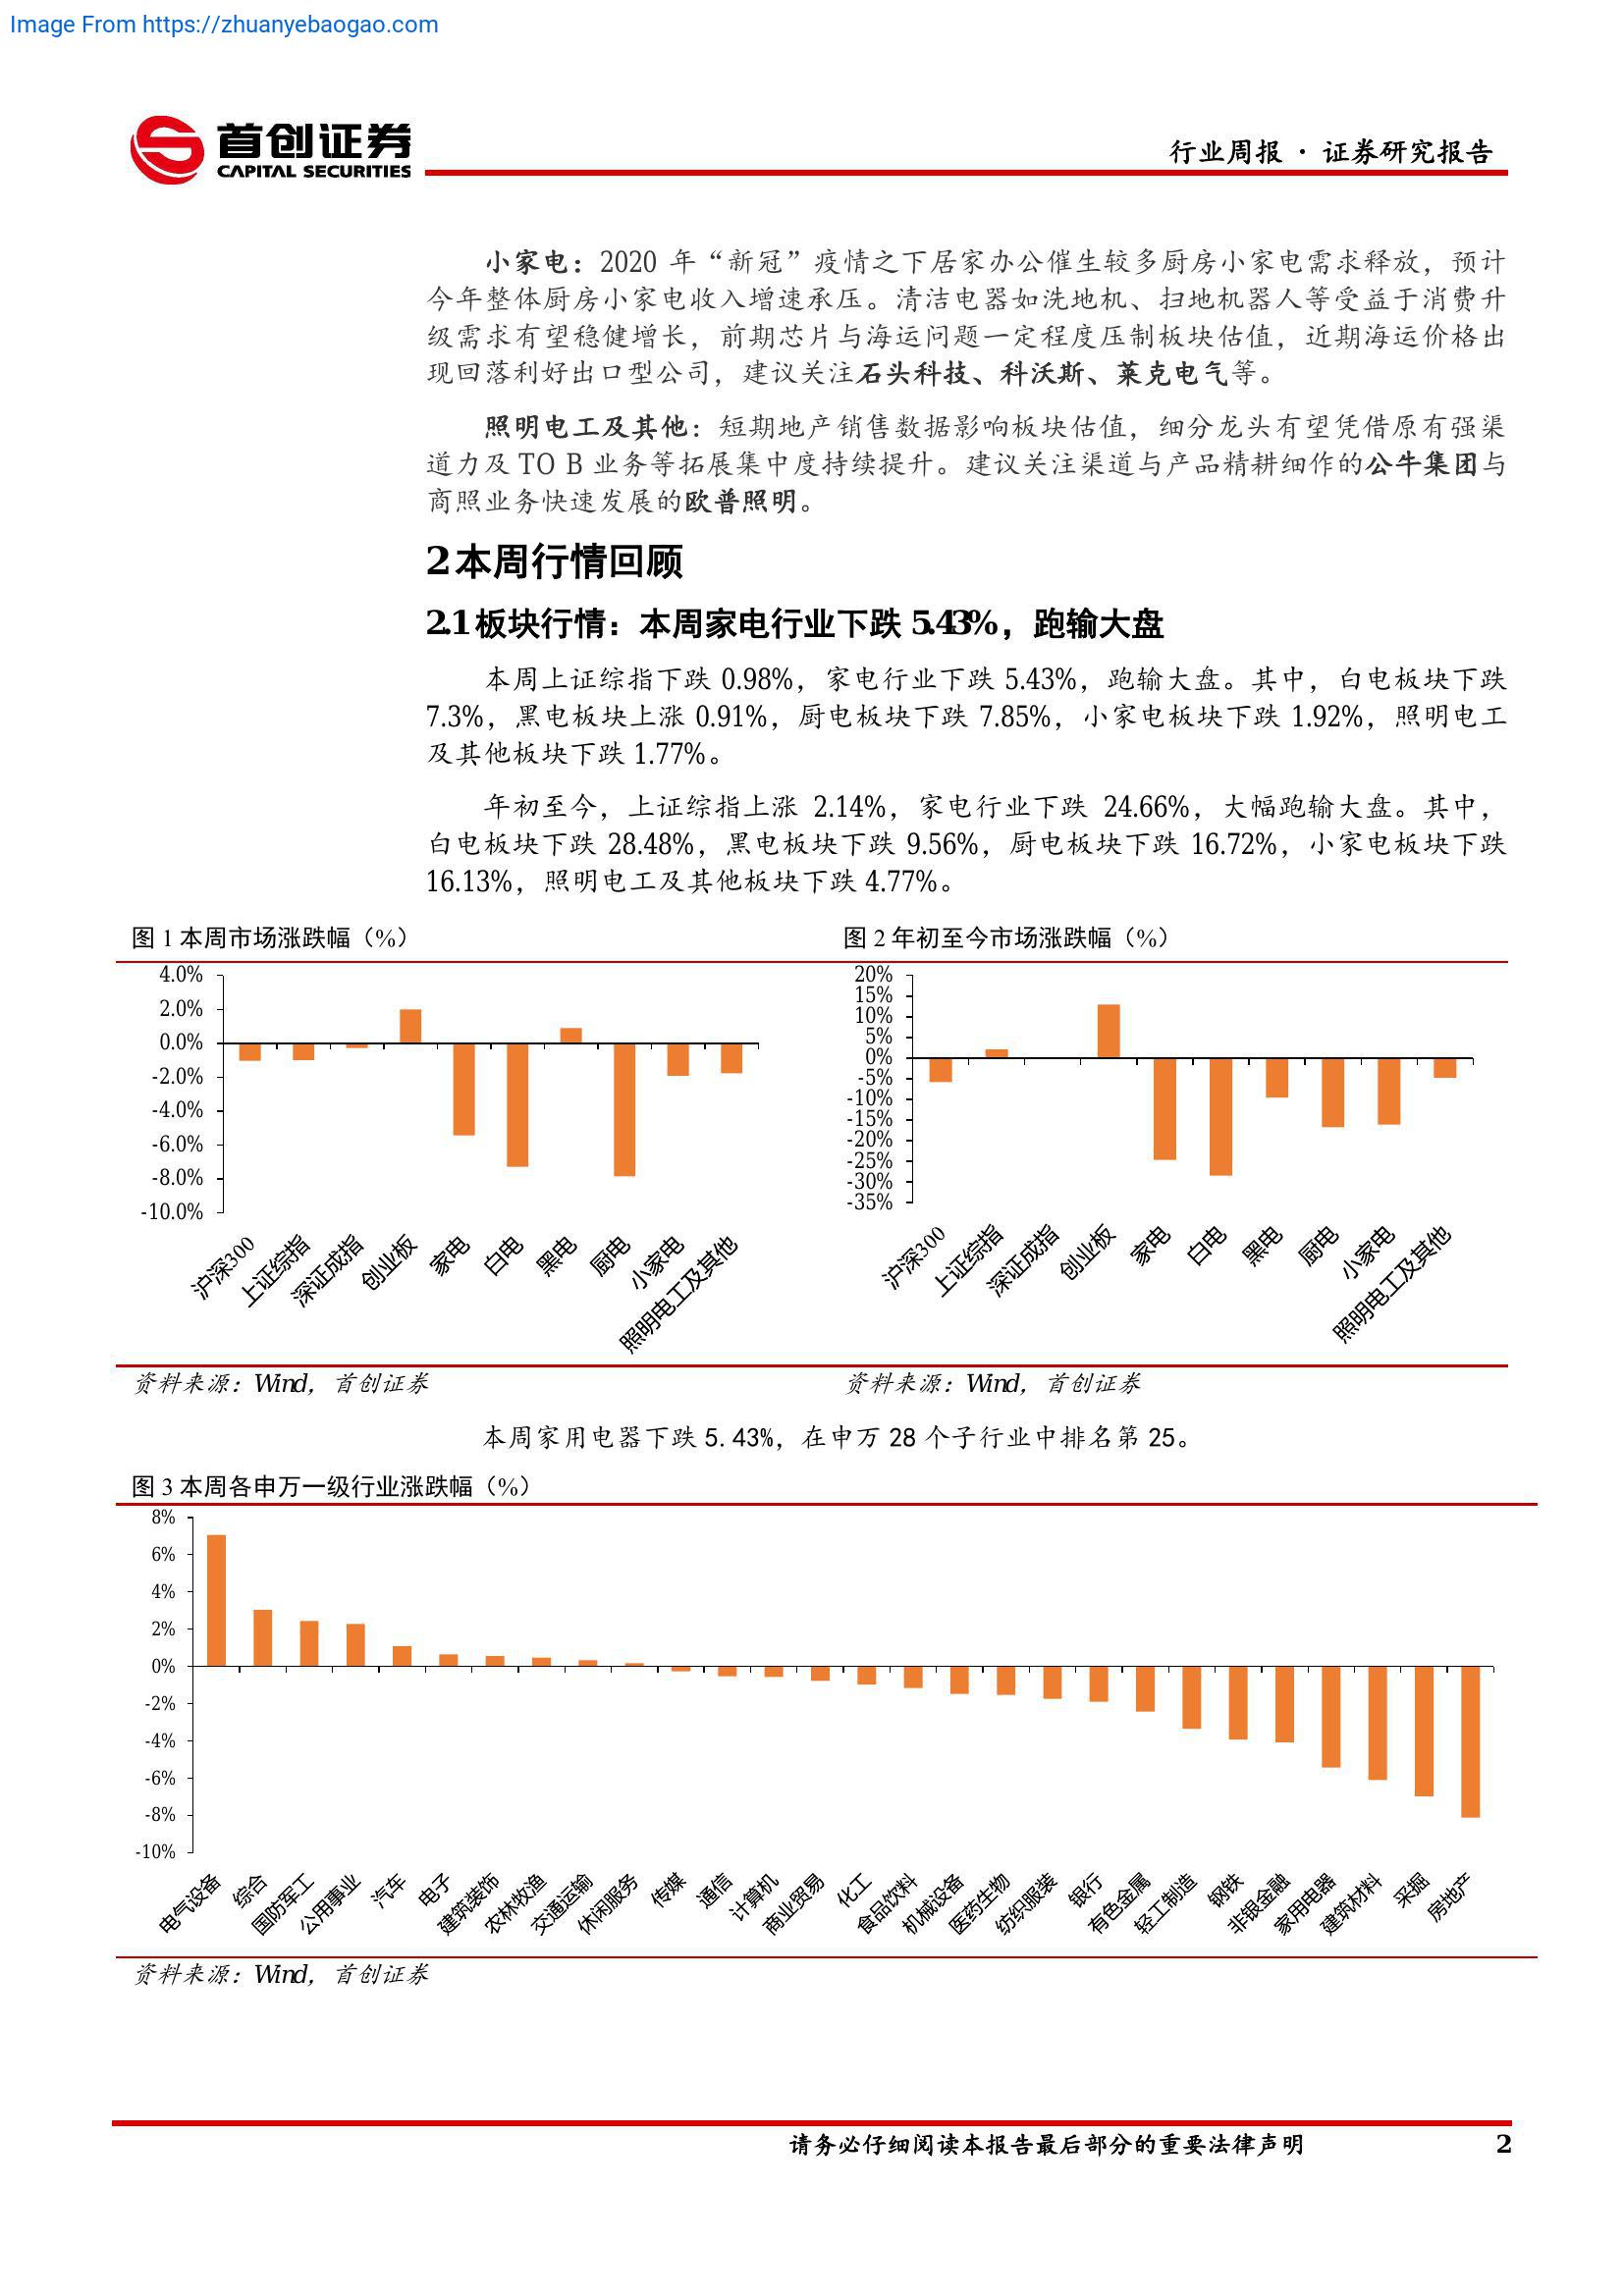 Image From https://zhuanyebaogao.com
首创证券
CAPITAL SECURITIES
行业周报 · 证券研究报告
小家电：2020 年“新冠”疫情之下居家办公催生较多厨房小家电需求释放，预计
今年整体厨房小家电收入增速承压。清洁电器如洗地机、扫地机器人等受益于消费升
级需求有望稳健增长，前期芯片与海运问题一定程度压制板块估值，近期海运价格出
现回落利好出口型公司，建议关注石头科技、科沃斯、莱克电气等。
照明电工及其他：短期地产销售数据影响板块估值，细分龙头有望凭借原有强渠
道力及 TO B 业务等拓展集中度持续提升。建议关注渠道与产品精耕细作的公牛集团与
商照业务快速发展的欧普照明。
2 本周行情回顾
2.1 板块行情：本周家电行业下跌 5.43%，跑输大盘
本周上证综指下跌 0.98%，家电行业下跌 5.43%，跑输大盘。其中，白电板块下跌
7.3%，黑电板块上涨 0.91%，厨电板块下跌 7.85%，小家电板块下跌 1.92%，照明电工
及其他板块下跌 1.77%。
年初至今，上证综指上涨 2.14%，家电行业下跌 24.66%，大幅跑输大盘。其中，
白电板块下跌 28.48%，黑电板块下跌 9.56%，厨电板块下跌 16.72%，小家电板块下跌
16.13%，照明电工及其他板块下跌 4.77%。
图 1 本周市场涨跌幅（%）
4.0%
2.0%
0.0%
-2.0%
-4.0%
-6.0%
-8.0%
-10.0%
沪深300
上证综指
深证成指
创业板
家电
白电
黑电
厨电
小家电
照明电工及其他
资料来源：Wind，首创证券
图 2 年初至今市场涨跌幅（%）
20%
15%
10%
5%
0%
-5%
-10%
-15%
-20%
-25%
-30%
-35%
沪深300
上证综指
深证成指
创业板
家电
白电
黑电
厨电
小家电
照明电工及其他
资料来源：Wind，首创证券
本周家用电器下跌 5.43%，在申万 28 个子行业中排名第 25。
图 3 本周各申万一级行业涨跌幅（%）
8%
6%
4%
2%
0%
-2%
-4%
-6%
-8%
-10%
电气设备
综合
国防军工
公用事业
汽车
电子
建筑装饰
农林牧渔
交通运输
休闲服务
传媒
通信
计算机
商业贸易
化工
食品饮料
机械设备
医药生物
纺织服装
银行
有色金属
轻工制造
钢铁
非银金融
家用电器
建筑材料
采掘
房地产
资料来源：Wind，首创证券
请务必仔细阅读本报告最后部分的重要法律声明
2